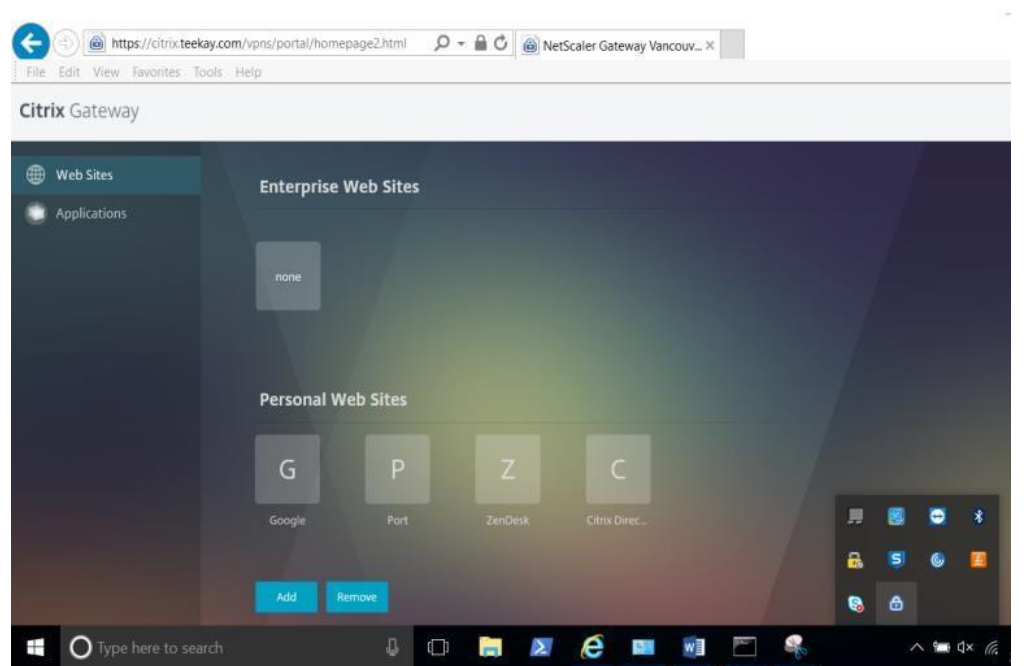 https://citrix.teekay.com/vpns/portal/homepage2.html
NetScaler Gateway Vancouv... ×
File Edit View Favorites Tools Help
Citrix Gateway
Web Sites
Applications
Enterprise Web Sites
none
Personal Web Sites
G P Z C
Google Port ZenDesk Citrix Direc...
Add Remove
Type here to search